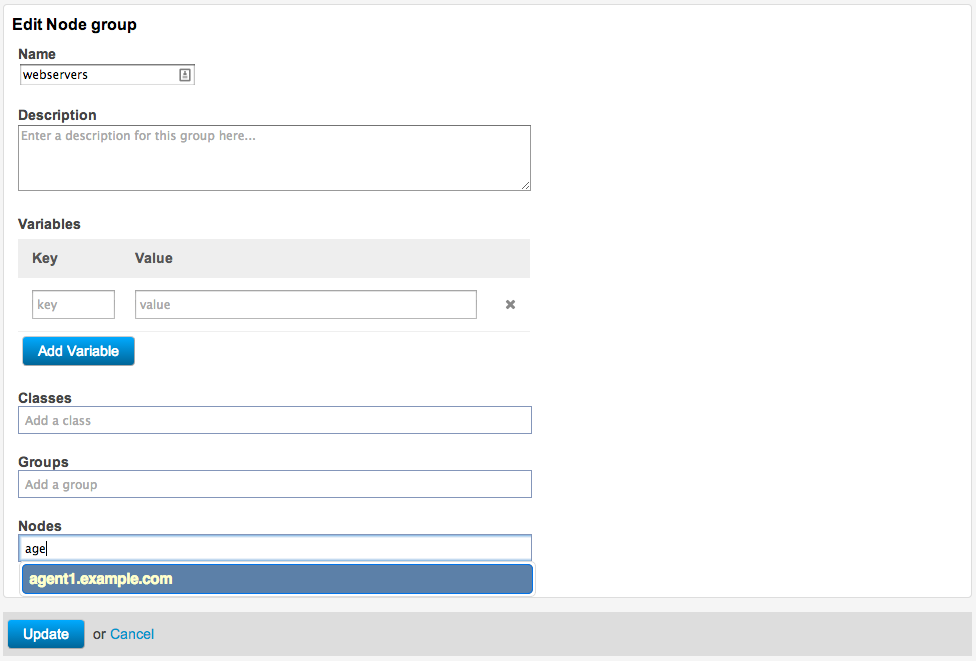 Edit Node group
Name
webservers
Description
Enter a description for this group here...
Variables
Key Value
key value
Add Variable
Classes
Add a class
Groups
Add a group
Nodes
age
agent1.example.com
Update or Cancel